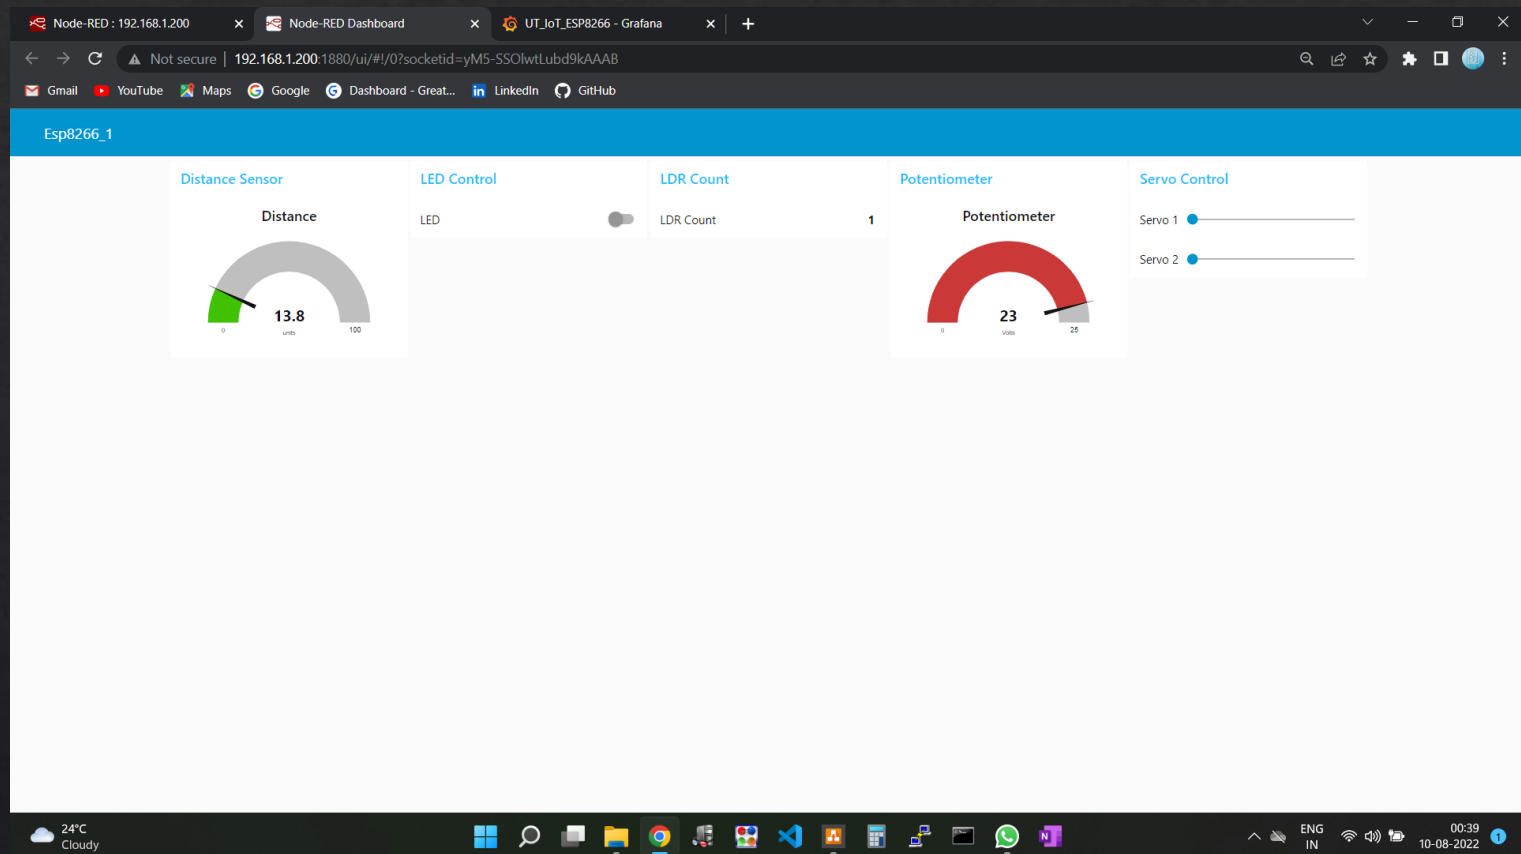 Node-RED : 192.168.1.200
Node-RED Dashboard
UT_IoT_ESP8266 - Grafana
Not secure 192.168.1.200:1880/ui/#!/0?socketid=yM5-SSOlwtLubd9kAAAB
Gmail YouTube Maps Google Dashboard - Great... LinkedIn GitHub
Esp8266_1
Distance Sensor
Distance
13.8
units
0
100
LED Control
LED
LDR Count
LDR Count 1
Potentiometer
Potentiometer
23
Volts
0
25
Servo Control
Servo 1
Servo 2
24°C
Cloudy
ENG
IN
00:39
10-08-2022
1